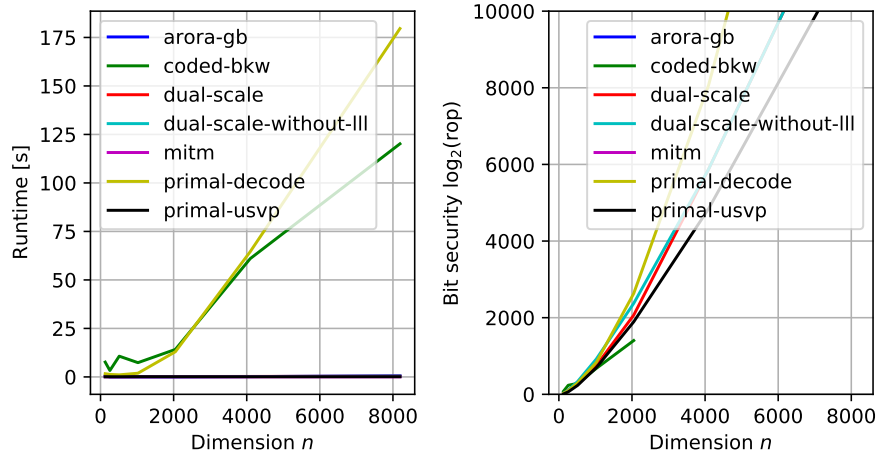 175
150
125
100
75
50
25
0
Runtime [s]
arora-gb
coded-bkw
dual-scale
dual-scale-without-lll
mitm
primal-decode
primal-usvp
0 2000 4000 6000 8000
Dimension n
10000
8000
6000
4000
2000
0
Bit security log₂(rop)
arora-gb
coded-bkw
dual-scale
dual-scale-without-lll
mitm
primal-decode
primal-usvp
0 2000 4000 6000 8000
Dimension n